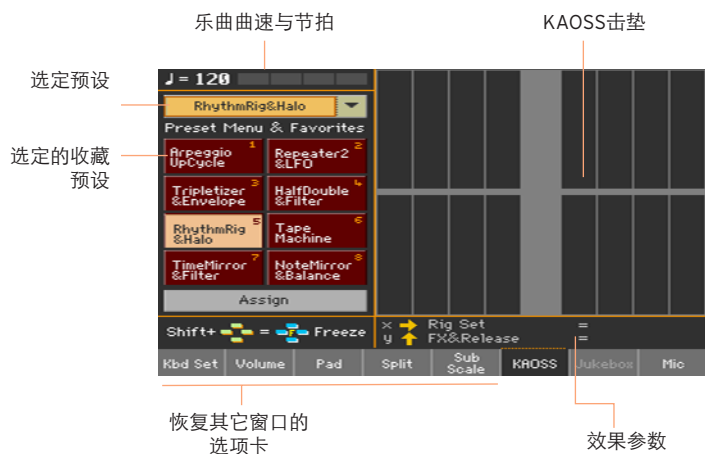 乐曲曲速与节拍
KAOSS击垫
选定预设
选定的收藏
预设
♩= 120
RhythmRig&Halo
Preset Menu & Favorites
Arpeggio UpCycle 1
Repeater2 &LFO 2
Tripletizer &Envelope 3
HalfDouble &Filter 4
RhythmRig &Halo 5
Tape Machine 6
TimeMirror &Filter 7
NoteMirror &Balance 8
Assign
Shift+ = F Freeze
x Rig Set =
y FX&Release =
Kbd Set Volume Pad Split Sub Scale KAOSS Jukebox Mic
恢复其它窗口的
选项卡
效果参数